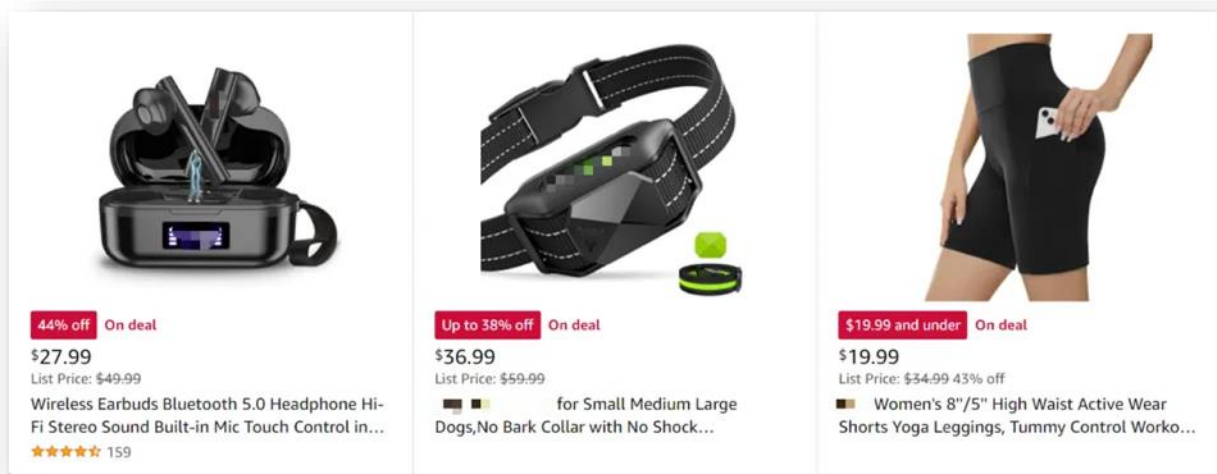 44% off On deal
$27.99
List Price: $49.99
Wireless Earbuds Bluetooth 5.0 Headphone Hi-
Fi Stereo Sound Built-in Mic Touch Control in...
159
Up to 38% off On deal
$36.99
List Price: $59.99
for Small Medium Large
Dogs,No Bark Collar with No Shock...
$19.99 and under On deal
$19.99
List Price: $34.99 43% off
Women's 8"/5" High Waist Active Wear
Shorts Yoga Leggings, Tummy Control Worko...